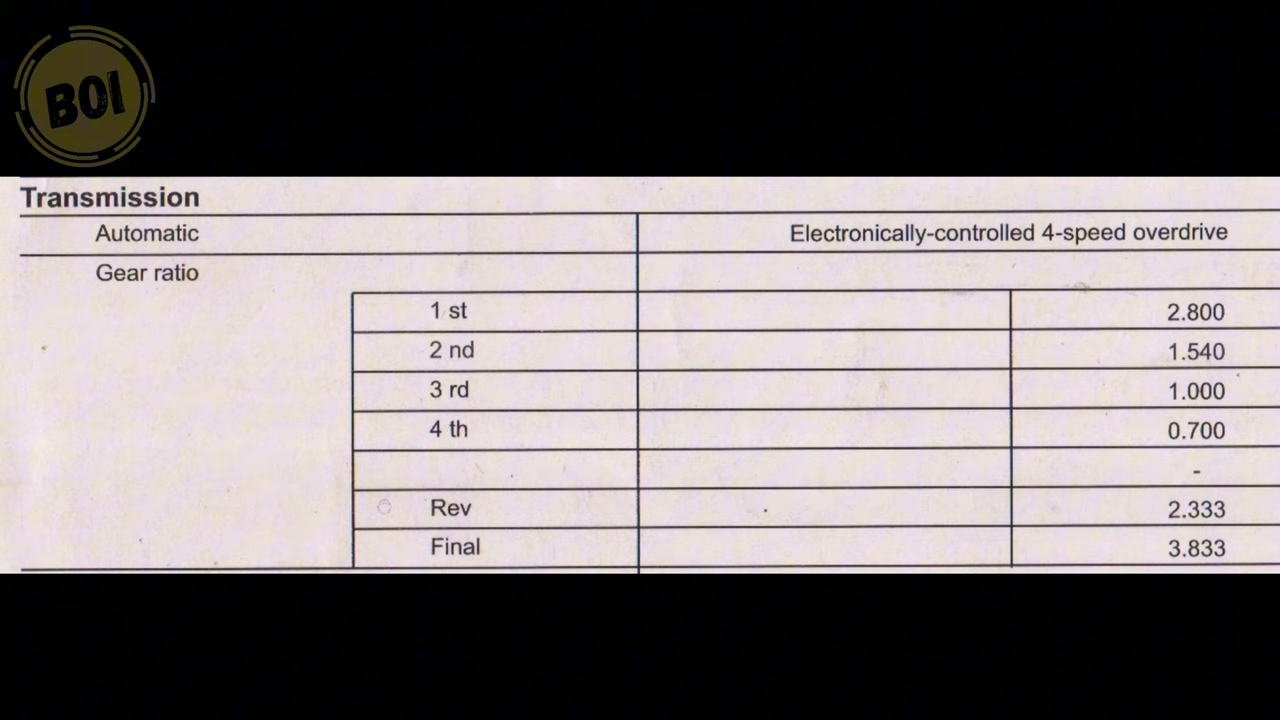 BOI
Transmission
Automatic Electronically-controlled 4-speed overdrive
Gear ratio
1 st 2.800
2 nd 1.540
3 rd 1.000
4 th 0.700
-
Rev 2.333
Final 3.833